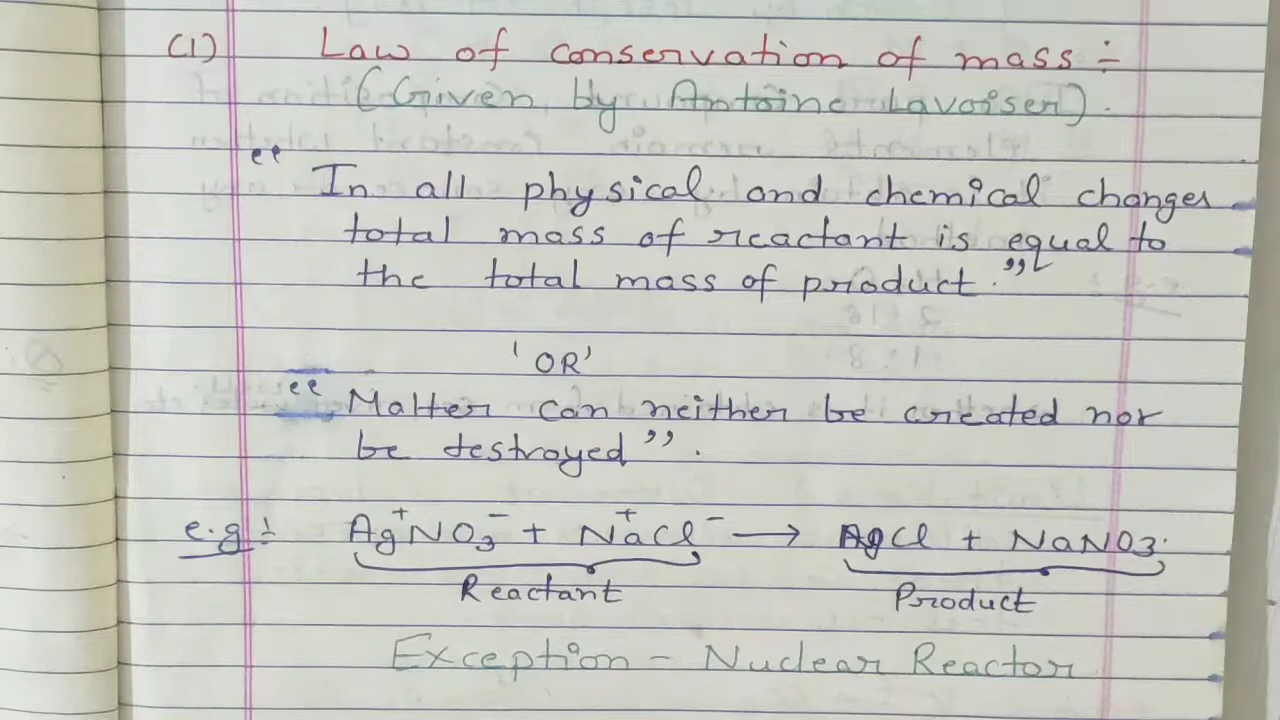 (1) Law of conservation of mass ÷
(Given by Antoine Lavoiser).
“ In all physical and chemical changes
total mass of reactant is equal to
the total mass of product.”
'OR'
“ Matter can neither be created nor
be destroyed”.
e.g ÷ Ag⁺NO₃⁻ + Na⁺Cl⁻ → AgCl + NaNO₃.
Reactant Product
Exception - Nuclear Reactor